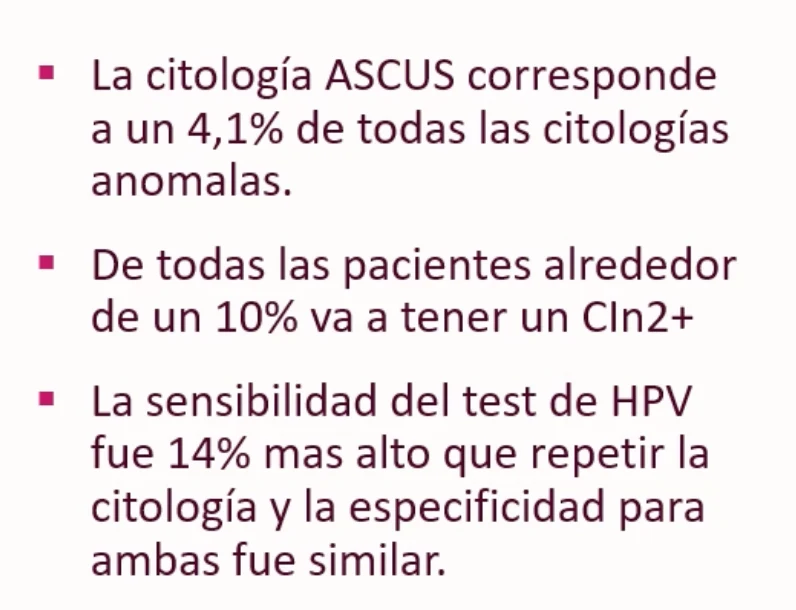 La citología ASCUS corresponde
a un 4,1% de todas las citologías
anomalas.
De todas las pacientes alrededor
de un 10% va a tener un CIn2+
La sensibilidad del test de HPV
fue 14% mas alto que repetir la
citología y la especificidad para
ambas fue similar.